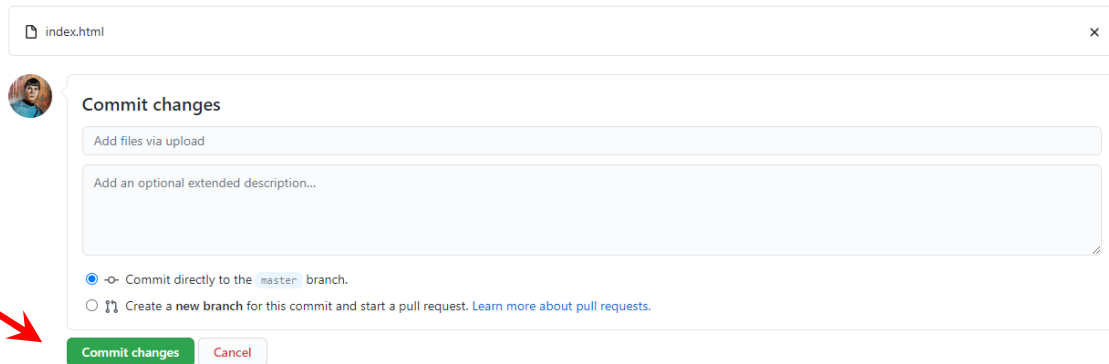 index.html
Commit changes
Add files via upload
Add an optional extended description...
Commit directly to the master branch.
Create a new branch for this commit and start a pull request. Learn more about pull requests.
Commit changes Cancel